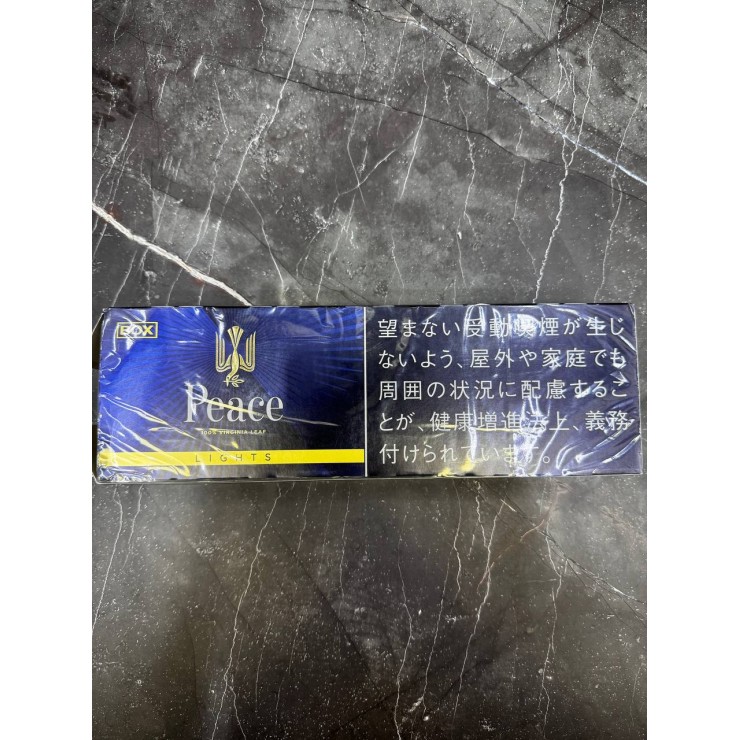 BOX
Peace
100% VIRGINIA LEAF
LIGHTS
望まない受動喫煙が生じ
ないよう、屋外や家庭でも
周囲の状況に配慮するこ
とが、健康増進法上、義務
付けられています。